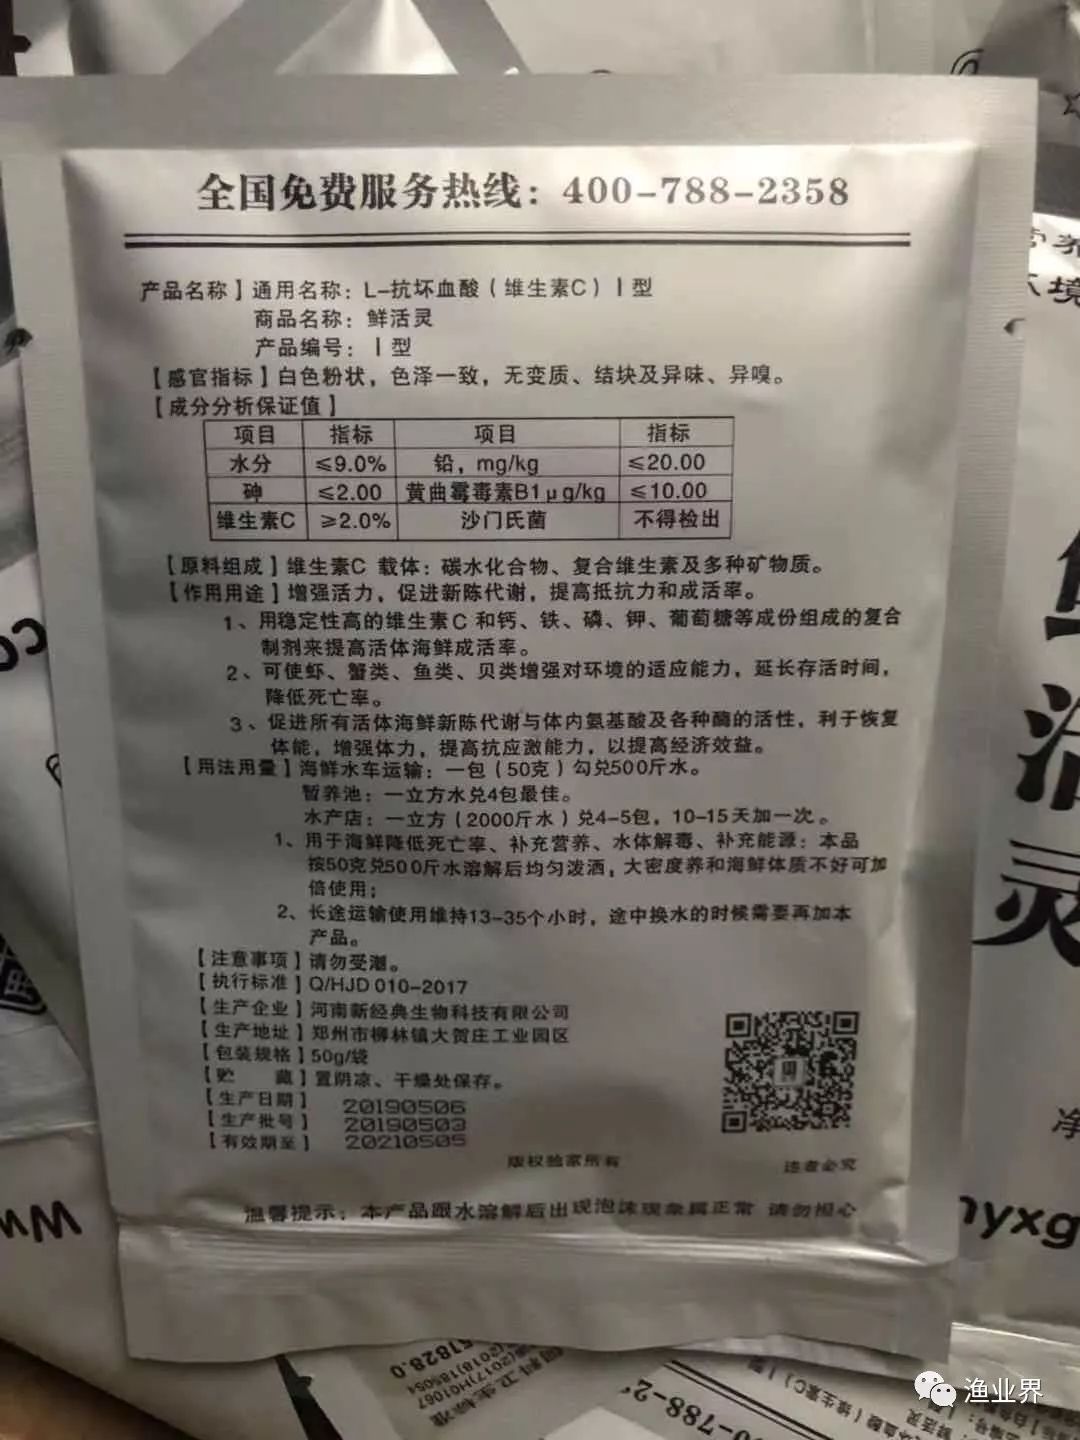 全国免费服务热线：400-788-2358
产品名称】通用名称：L-抗坏血酸（维生素C）Ⅰ型
商品名称：鲜活灵
产品编号：Ⅰ型
【感官指标】白色粉状，色泽一致，无变质、结块及异味、异嗅。
【成分分析保证值】
项目 指标 项目 指标
水分 ≤9.0% 铅，mg/kg ≤20.00
砷 ≤2.00 黄曲霉毒素B1μg/kg ≤10.00
维生素C ≥2.0% 沙门氏菌 不得检出
【原料组成】维生素C 载体：碳水化合物、复合维生素及多种矿物质。
【作用用途】增强活力，促进新陈代谢，提高抵抗力和成活率。
1、用稳定性高的维生素C和钙、铁、磷、钾、葡萄糖等成份组成的复合
制剂来提高活体海鲜成活率。
2、可使虾、蟹类、鱼类、贝类增强对环境的适应能力，延长存活时间，
降低死亡率。
3、促进所有活体海鲜新陈代谢与体内氨基酸及各种酶的活性，利于恢复
体能，增强体力，提高抗应激能力，以提高经济效益。
【用法用量】海鲜水车运输：一包（50克）勾兑500斤水。
暂养池：一立方水兑4包最佳。
水产店：一立方（2000斤水）兑4-5包，10-15天加一次。
1、用于海鲜降低死亡率、补充营养、水体解毒、补充能源：本品
按50克兑500斤水溶解后均匀泼洒，大密度养和海鲜体质不好可加
倍使用；
2、长途运输使用维持13-35个小时，途中换水的时候需要再加本
产品。
【注意事项】请勿受潮。
【执行标准】Q/HJD 010-2017
【生产企业】河南新经典生物科技有限公司
【生产地址】郑州市柳林镇大贺庄工业园区
【包装规格】50g/袋
【贮 藏】置阴凉、干燥处保存。
【生产日期】 20190506
【生产批号】 20190503
【有效期至】 20210505
版权验家所有 违者必究
温馨提示：本产品跟水溶解后出现泡沫现象属正常 请勿担心
活
灵
净
nyxg
ww
51828.0
(2018)185054
(2017)H01067
00-788-2
渔业界